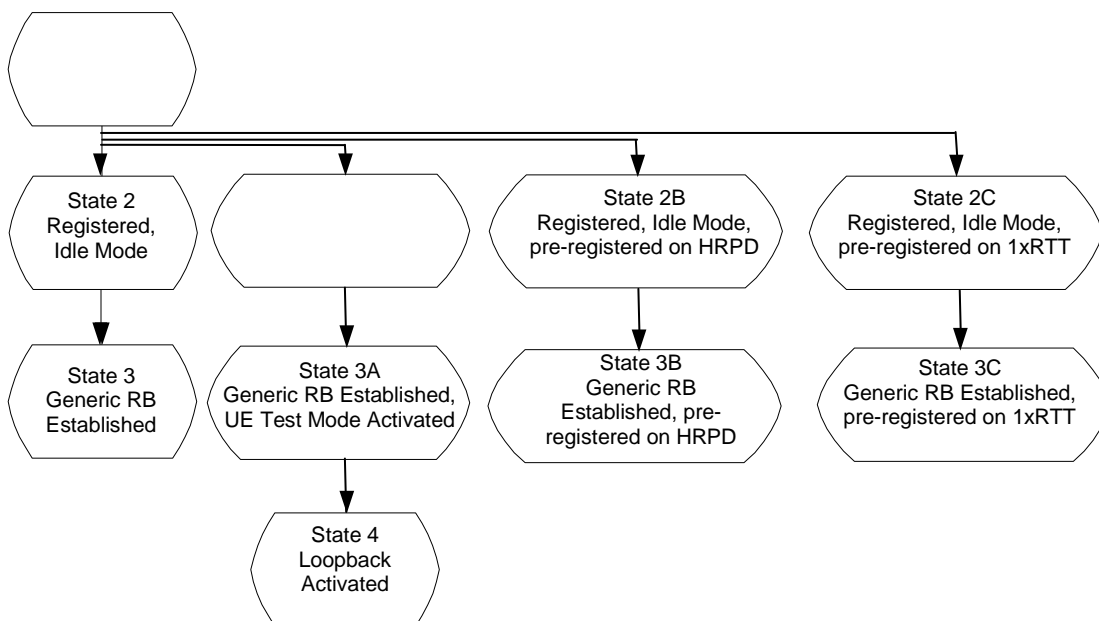 State 2
Registered,
Idle Mode
State 2B
Registered, Idle Mode,
pre-registered on HRPD
State 2C
Registered, Idle Mode,
pre-registered on 1xRTT
State 3
Generic RB
Established
State 3A
Generic RB Established,
UE Test Mode Activated
State 3B
Generic RB
Established, pre-
registered on HRPD
State 3C
Generic RB Established,
pre-registered on 1xRTT
State 4
Loopback
Activated